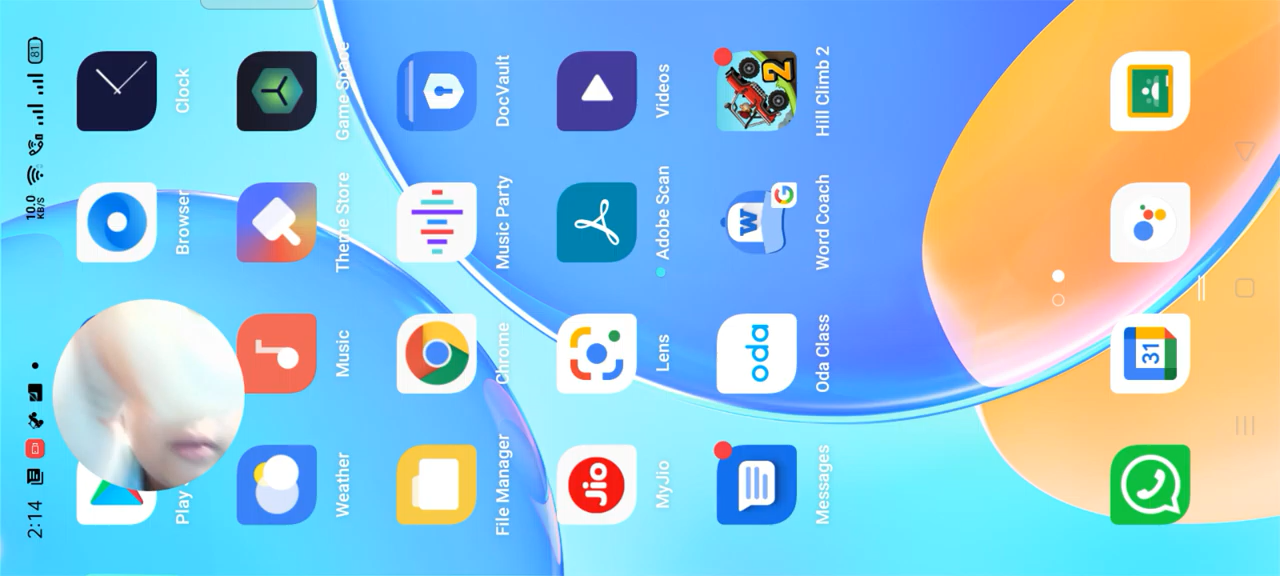 2:14
10.0 KB/S
81
Play
Browser
Clock
Weather
Music
Theme Store
Game Space
File Manager
Chrome
Music Party
DocVault
Jio
MyJio
Lens
Adobe Scan
Videos
Messages
oda
Oda Class
W
G
Word Coach
2
Hill Climb 2
31